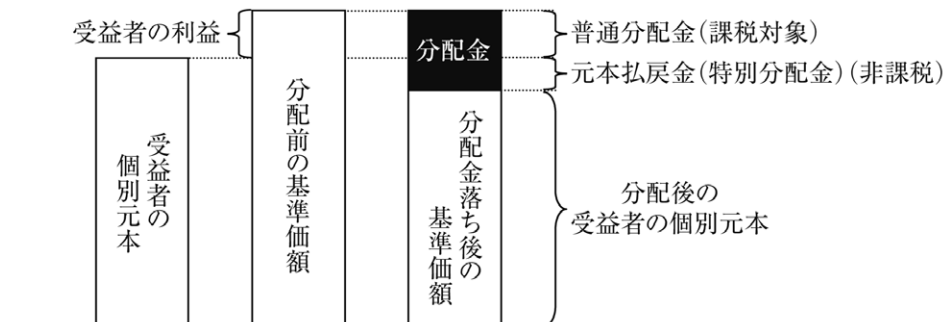 受益者の利益
分配金
普通分配金(課税対象)
元本払戻金(特別分配金)(非課税)
受益者の
個別元本
分配前の基準価額
分配金落ち後の
基準価額
分配後の
受益者の個別元本